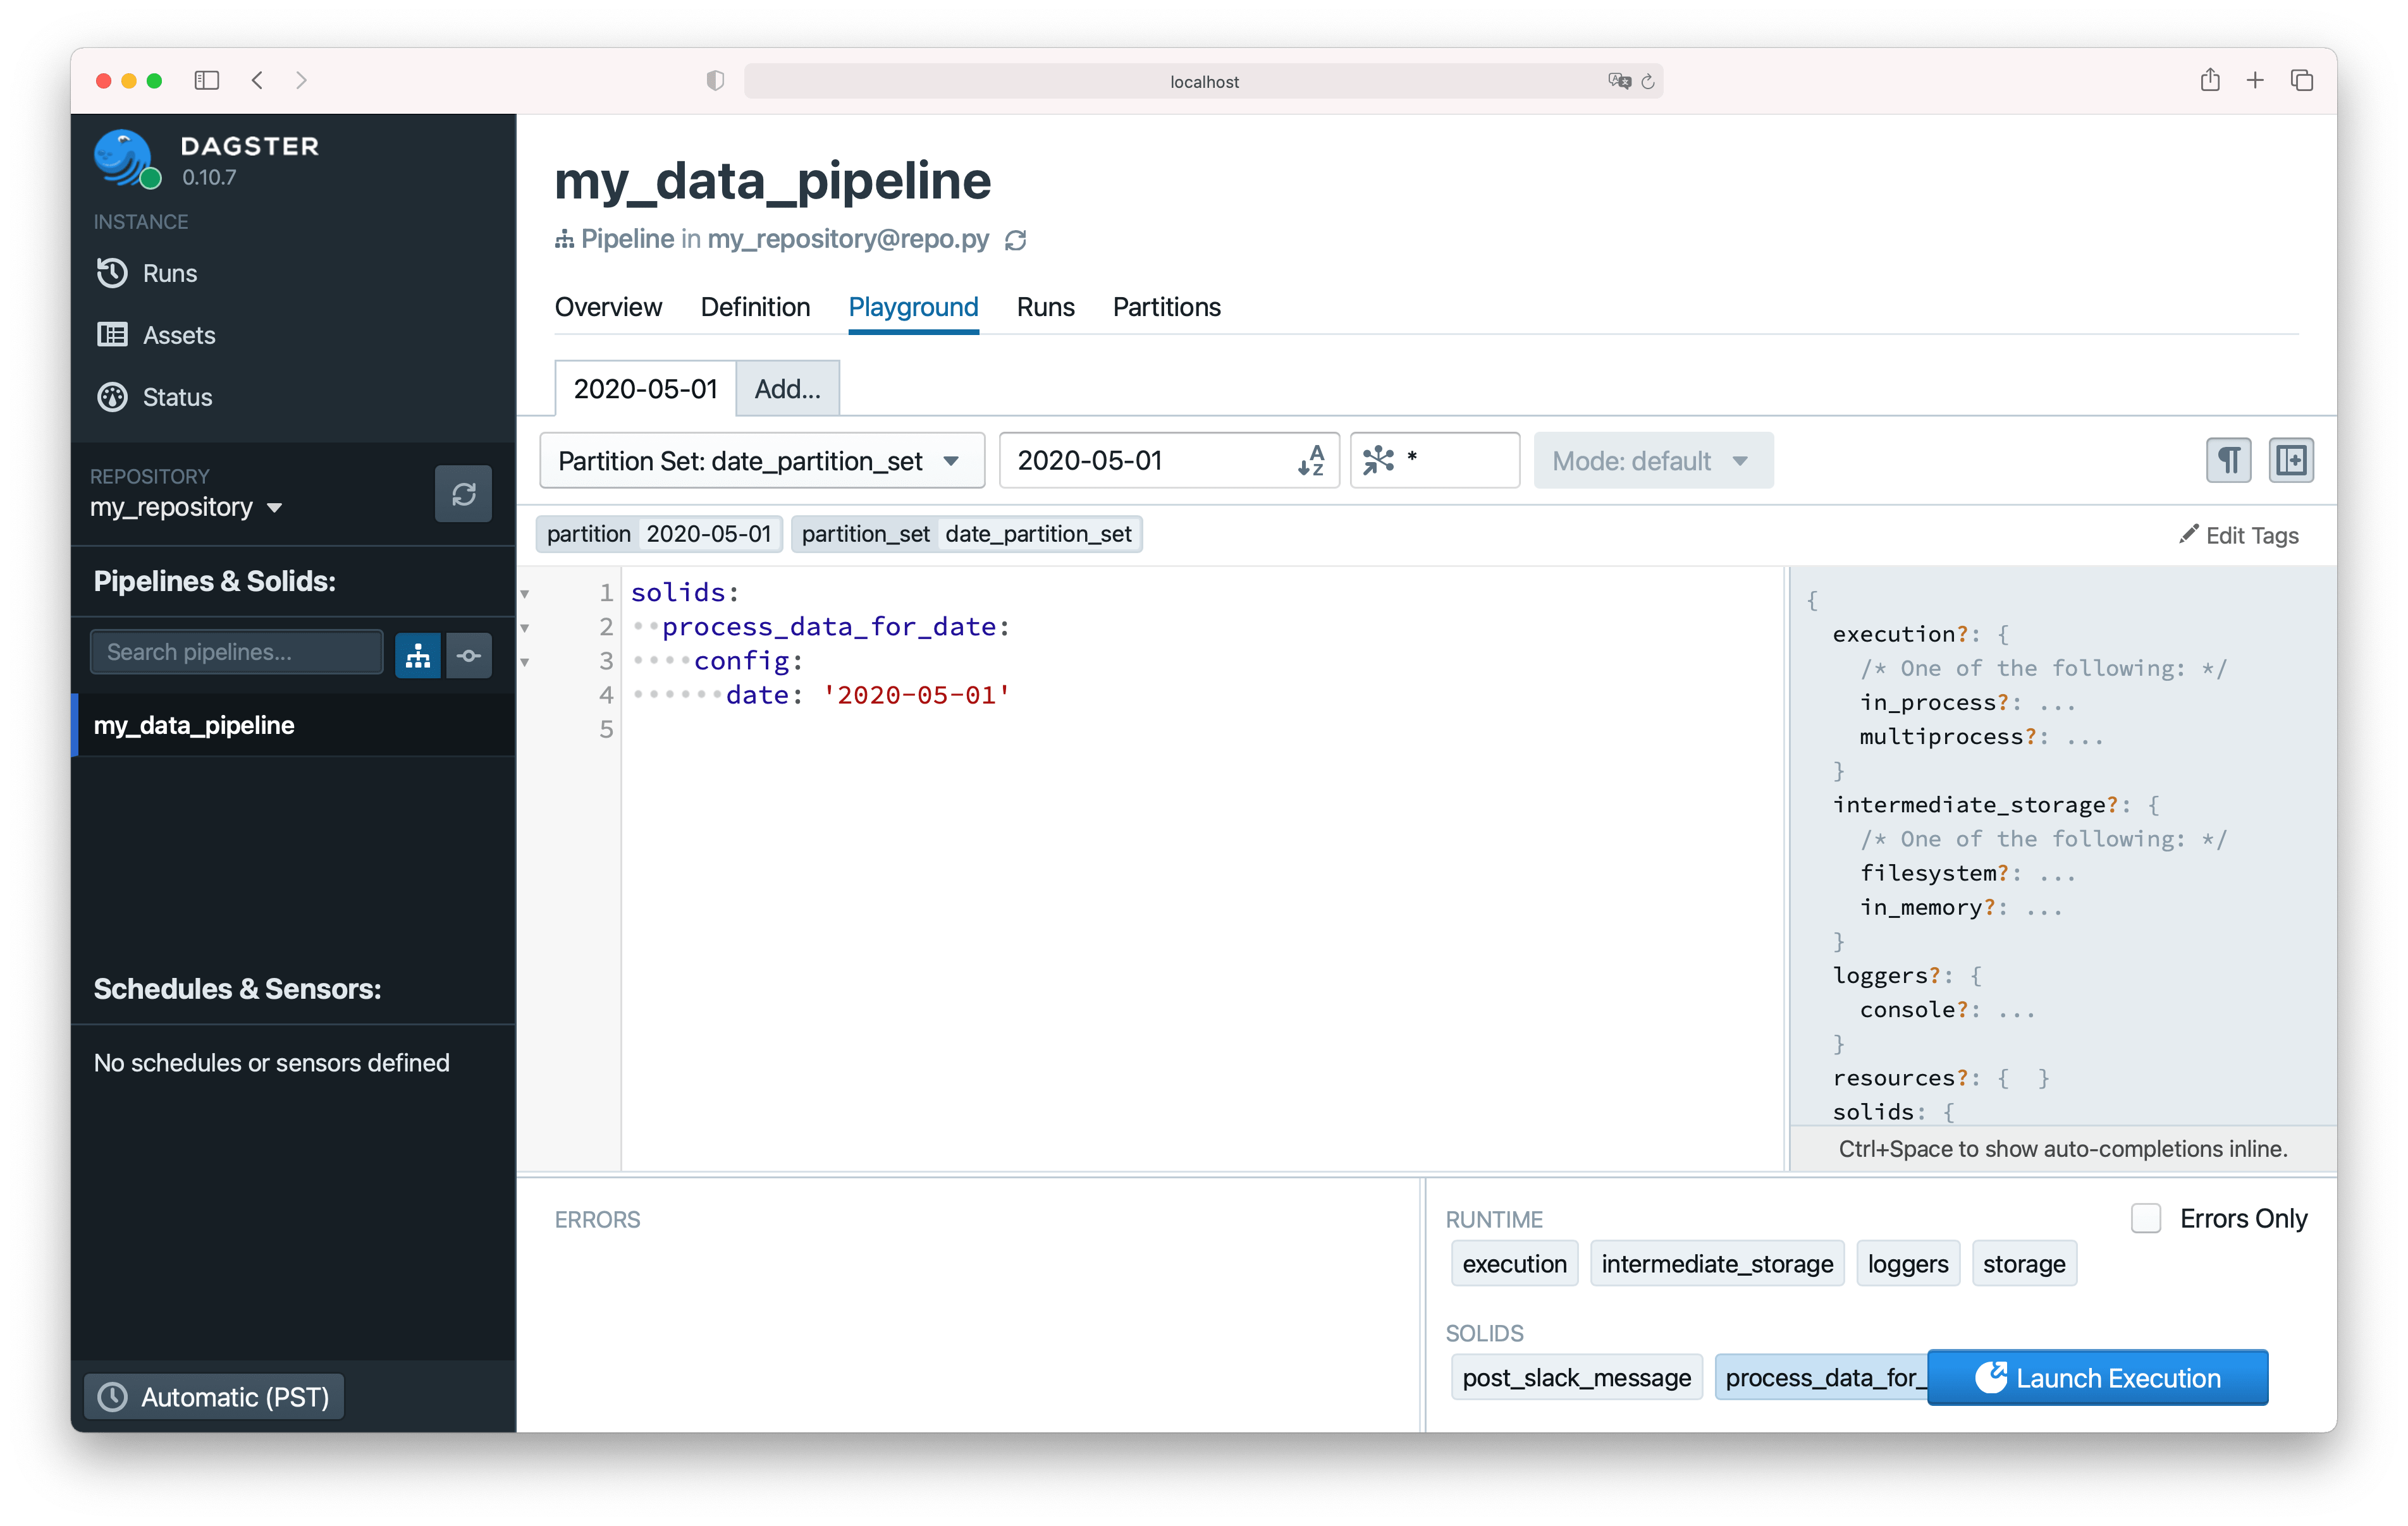 localhost
DAGSTER
0.10.7
INSTANCE
Runs
Assets
Status
REPOSITORY
my_repository
Pipelines & Solids:
Search pipelines...
my_data_pipeline
Schedules & Sensors:
No schedules or sensors defined
Automatic (PST)
my_data_pipeline
Pipeline in my_repository@repo.py
Overview Definition Playground Runs Partitions
2020-05-01 Add...
Partition Set: date_partition_set 2020-05-01 * Mode: default
partition 2020-05-01 partition_set date_partition_set Edit Tags
1 solids:
2 process_data_for_date:
3 config:
4 date: '2020-05-01'
5
{
execution?: {
/* One of the following: */
in_process?: ...
multiprocess?: ...
}
intermediate_storage?: {
/* One of the following: */
filesystem?: ...
in_memory?: ...
}
loggers?: {
console?: ...
}
resources?: { }
solids: {
Ctrl+Space to show auto-completions inline.
ERRORS
RUNTIME Errors Only
execution intermediate_storage loggers storage
SOLIDS
post_slack_message process_data_for_ Launch Execution